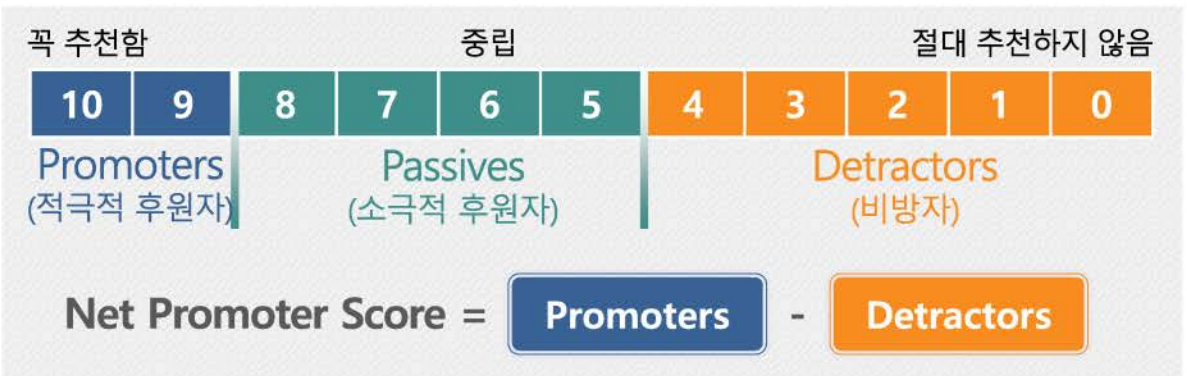 꼭 추천함 중립 절대 추천하지 않음
10 9 8 7 6 5 4 3 2 1 0
Promoters Passives Detractors
(적극적 후원자) (소극적 후원자) (비방자)
Net Promoter Score = Promoters - Detractors